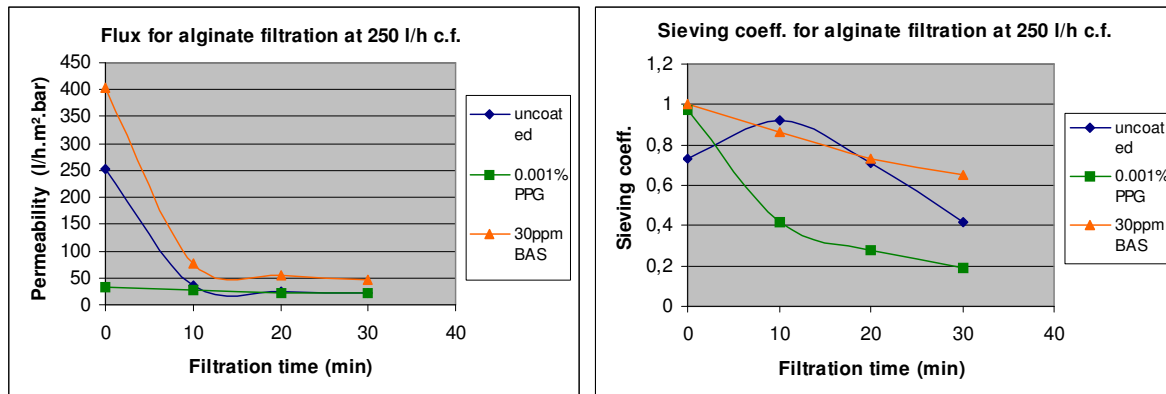 Flux for alginate filtration at 250 l/h c.f.
Permeability (l/h.m².bar)
450
400
350
300
250
200
150
100
50
0
0 10 20 30 40
Filtration time (min)
uncoat
ed
0.001%
PPG
30ppm
BAS
Sieving coeff. for alginate filtration at 250 l/h c.f.
Sieving coeff.
1,2
1
0,8
0,6
0,4
0,2
0
0 10 20 30 40
Filtration time (min)
uncoat
ed
0.001%
PPG
30ppm
BAS